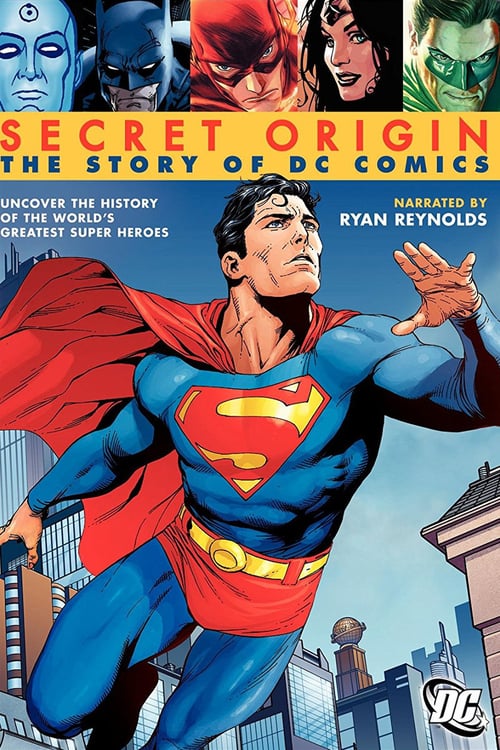 SECRET ORIGIN
THE STORY OF DC COMICS
UNCOVER THE HISTORY
OF THE WORLD'S
GREATEST SUPER HEROES
NARRATED BY
RYAN REYNOLDS
S
DC